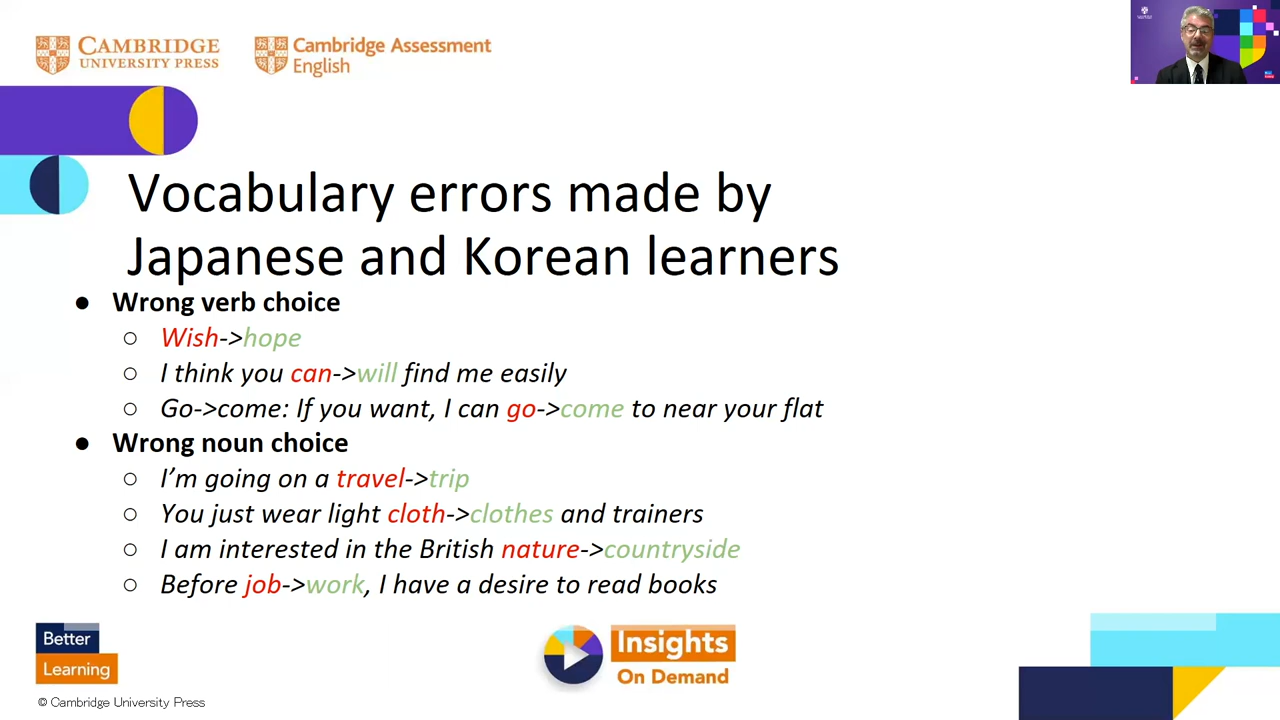 CAMBRIDGE
UNIVERSITY PRESS
Cambridge Assessment
English
Vocabulary errors made by
Japanese and Korean learners
● Wrong verb choice
○ Wish->hope
○ I think you can->will find me easily
○ Go->come: If you want, I can go->come to near your flat
● Wrong noun choice
○ I’m going on a travel->trip
○ You just wear light cloth->clothes and trainers
○ I am interested in the British nature->countryside
○ Before job->work, I have a desire to read books
Better
Learning
Insights
On Demand
© Cambridge University Press